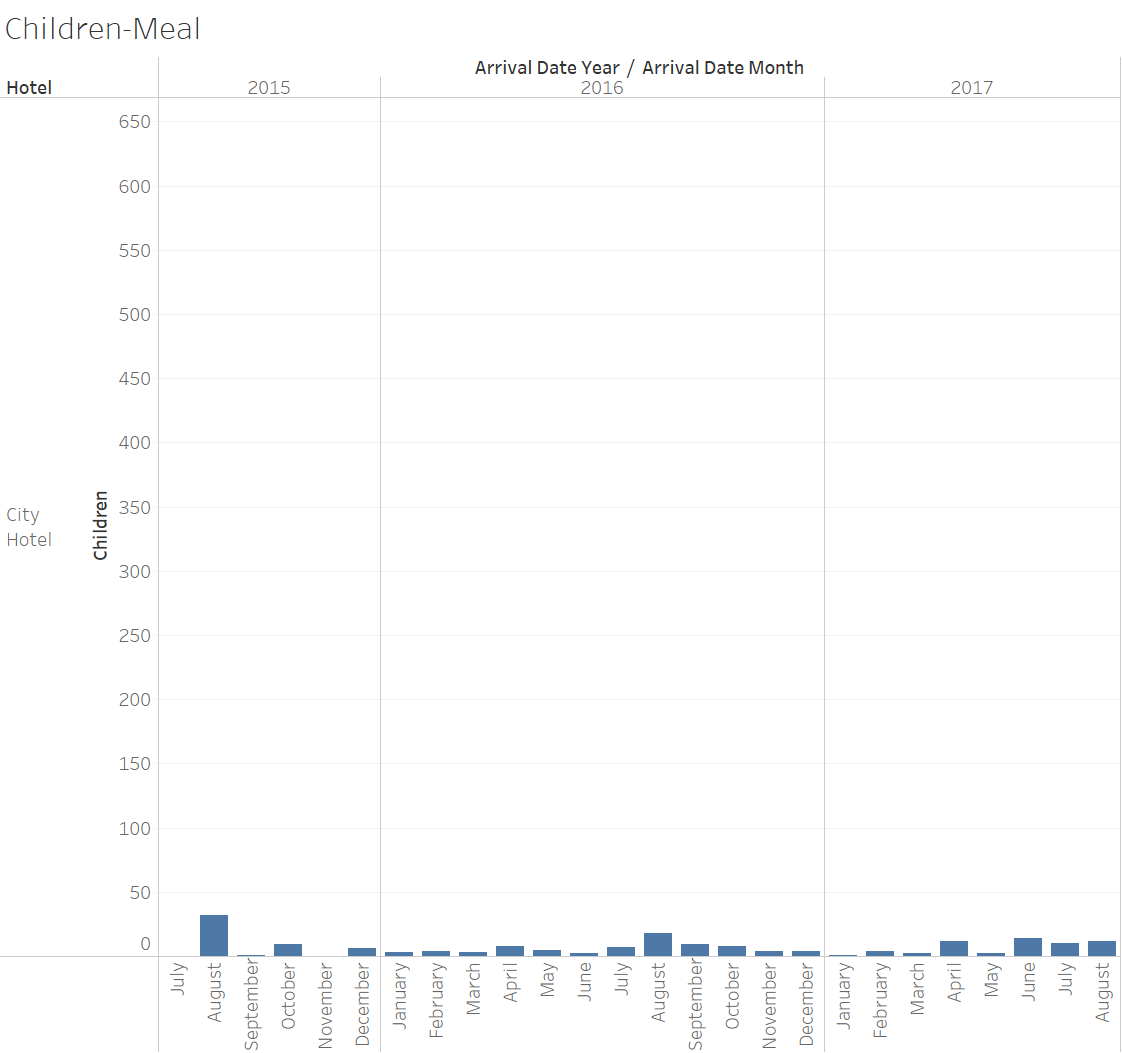 Children-Meal
Arrival Date Year / Arrival Date Month
Hotel 2015 2016 2017
650
600
550
500
450
400
350
300
250
200
150
100
50
0
City
Hotel
Children
July
August
September
October
November
December
January
February
March
April
May
June
July
August
September
October
November
December
January
February
March
April
May
June
July
August